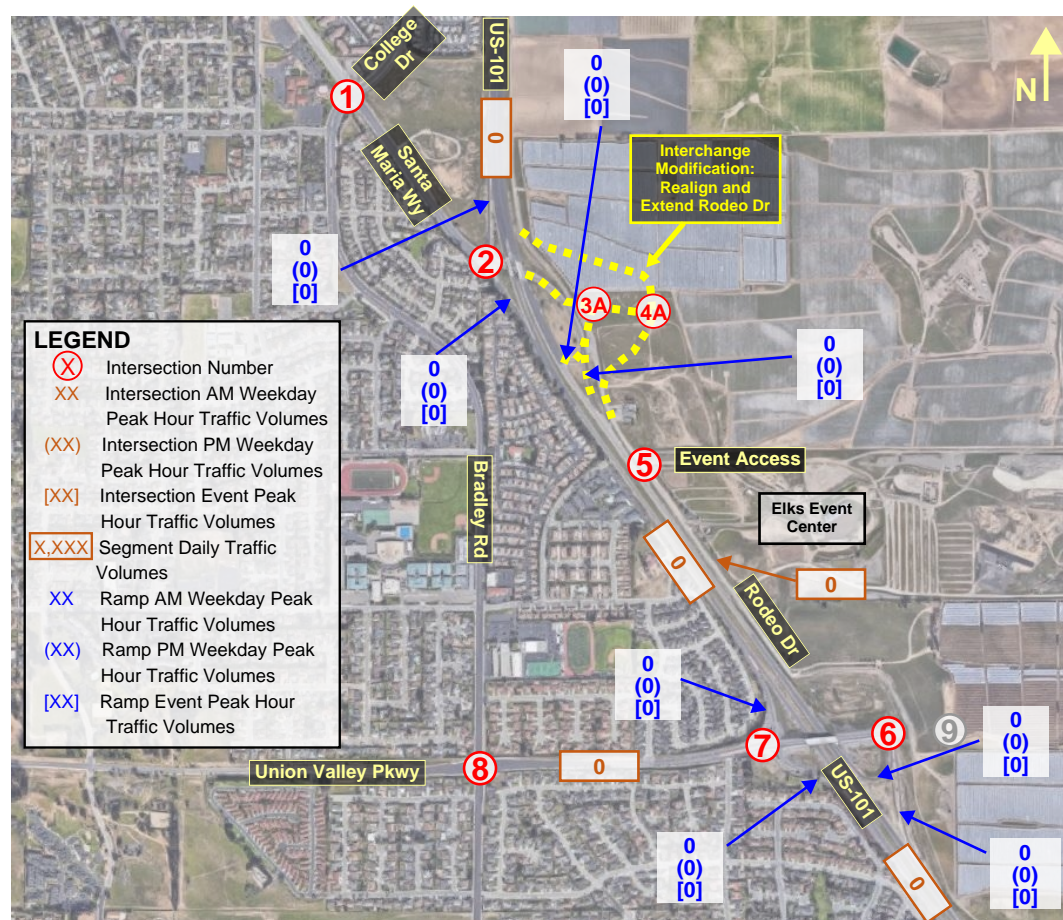 College
Dr
US-101
0
(0)
[0]
N
1
0
Santa
Maria Wy
Interchange
Modification:
Realign and
Extend Rodeo Dr
0
(0)
[0]
2
3A
4A
0
(0)
[0]
0
(0)
[0]
LEGEND
X Intersection Number
XX Intersection AM Weekday
Peak Hour Traffic Volumes
(XX) Intersection PM Weekday
Peak Hour Traffic Volumes
[XX] Intersection Event Peak
Hour Traffic Volumes
X,XXX Segment Daily Traffic
Volumes
XX Ramp AM Weekday Peak
Hour Traffic Volumes
(XX) Ramp PM Weekday Peak
Hour Traffic Volumes
[XX] Ramp Event Peak Hour
Traffic Volumes
Bradley Rd
5
Event Access
Elks Event
Center
0
0
Rodeo Dr
0
(0)
[0]
7
6
9
0
(0)
[0]
Union Valley Pkwy
8
0
US-101
0
(0)
[0]
0
0
(0)
[0]